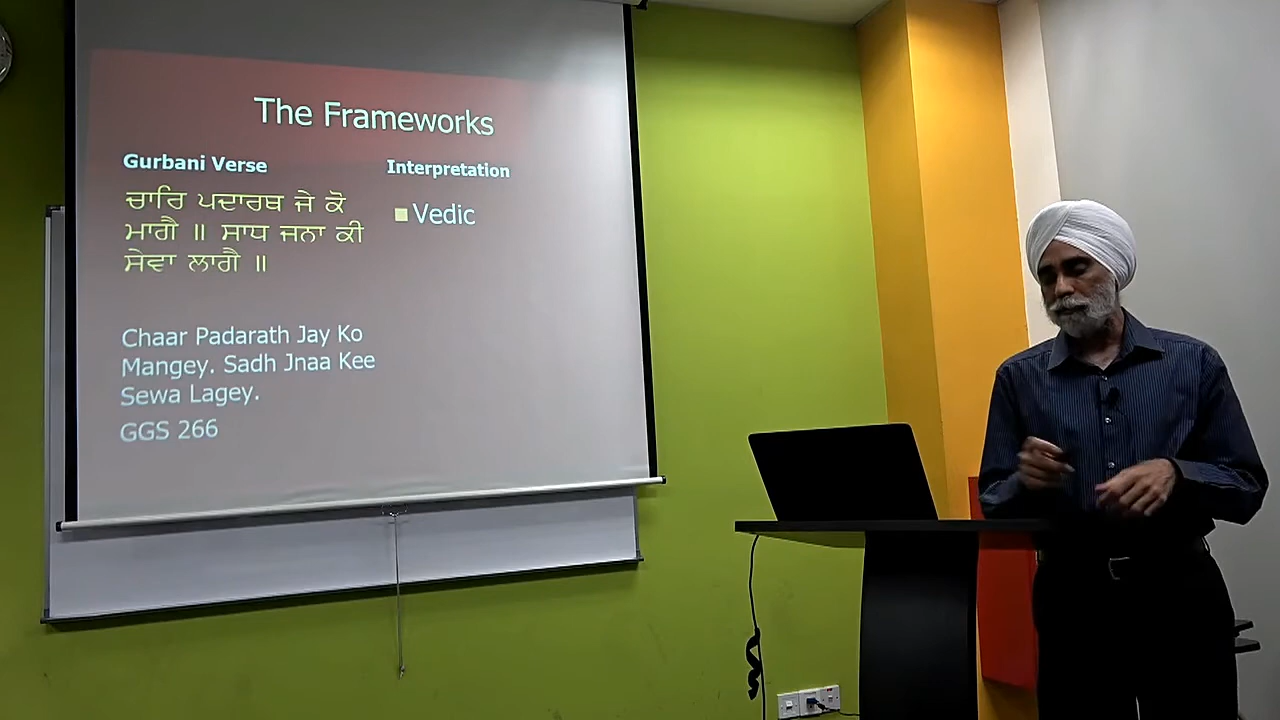 The Frameworks
Gurbani Verse
ਚਾਰਿ ਪਦਾਰਥ ਜੇ ਕੋ
ਮਾਗੈ ॥ ਸਾਧ ਜਨਾ ਕੀ
ਸੇਵਾ ਲਾਗੈ ॥
Chaar Padarath Jay Ko
Mangey. Sadh Jnaa Kee
Sewa Lagey.
GGS 266
Interpretation
Vedic